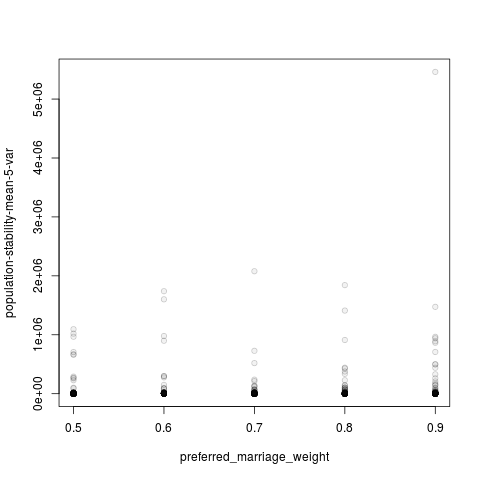 population-stability-mean-5-var
5e+06
4e+06
3e+06
2e+06
1e+06
0e+00
0.5 0.6 0.7 0.8 0.9
preferred_marriage_weight